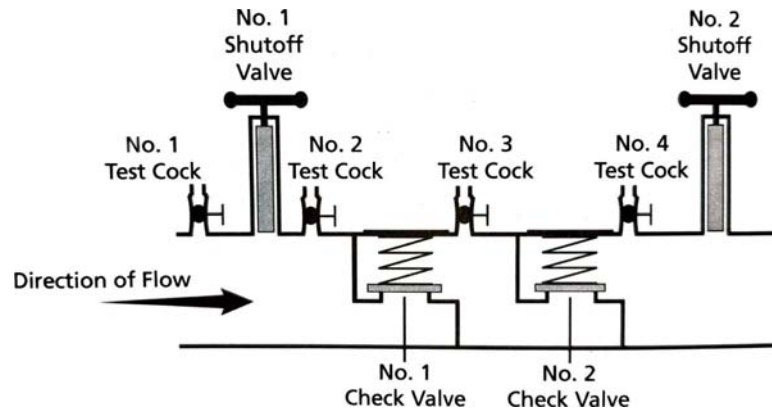 No. 1
Shutoff
Valve
No. 2
Shutoff
Valve
No. 1
Test Cock
No. 2
Test Cock
No. 3
Test Cock
No. 4
Test Cock
Direction of Flow
No. 1
Check Valve
No. 2
Check Valve